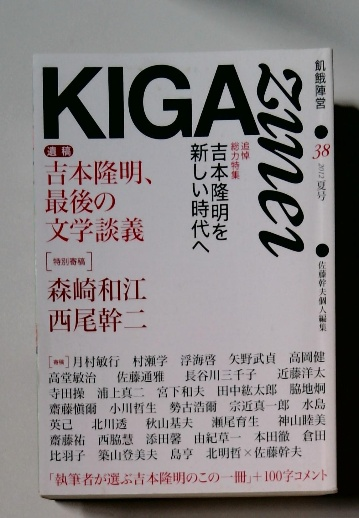 KIGA
zinei
飢餓陣営
38
2012 夏号
佐藤幹夫個人編集
追悼
総力特集
吉本隆明を
新しい時代へ
遺稿
吉本隆明、
最後の
文学談義
[特別寄稿]
森崎和江
西尾幹二
[寄稿] 月村敏行 村瀬学 浮海啓 矢野武貞 高岡健
高堂敏治 佐藤通雅 長谷川三千子 近藤洋太
寺田操 浦上真二 宮下和夫 田中紘太郎 脇地炯
齋藤愼爾 小川哲生 勢古浩爾 宗近真一郎 水島
英己 北川透 秋山基夫 瀬尾育生 神山睦美
齋藤祐 西脇慧 添田馨 由紀草一 本田徹 倉田
比羽子 築山登美夫 島亨 北明哲×佐藤幹夫
「執筆者が選ぶ吉本隆明のこの一冊」+100字コメント